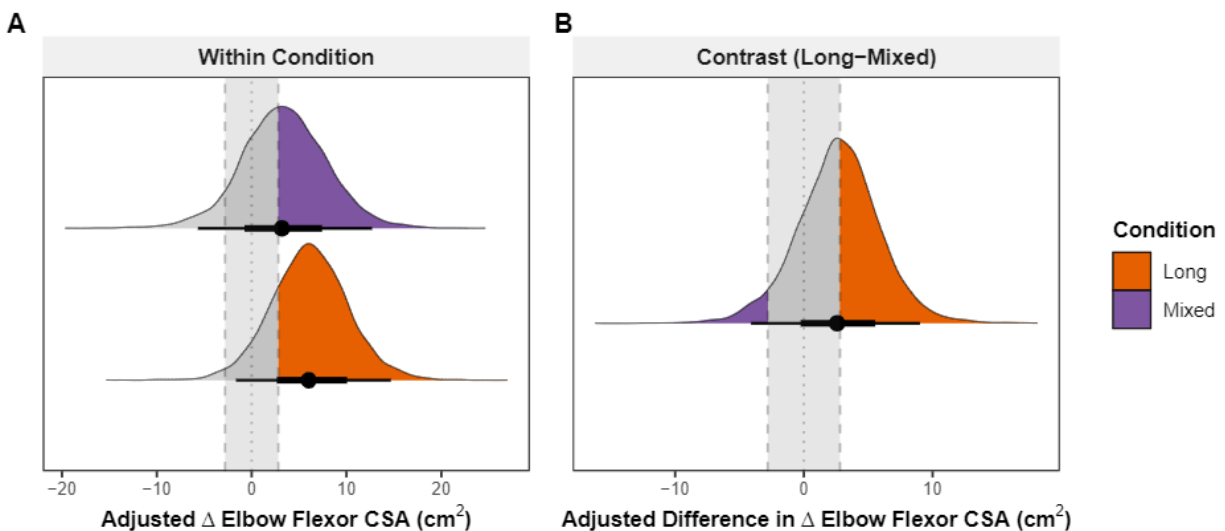 A
B
Within Condition
Contrast (Long−Mixed)
Condition
Long
Mixed
−20 −10 0 10 20
−10 0 10
Adjusted Δ Elbow Flexor CSA (cm²)
Adjusted Difference in Δ Elbow Flexor CSA (cm²)